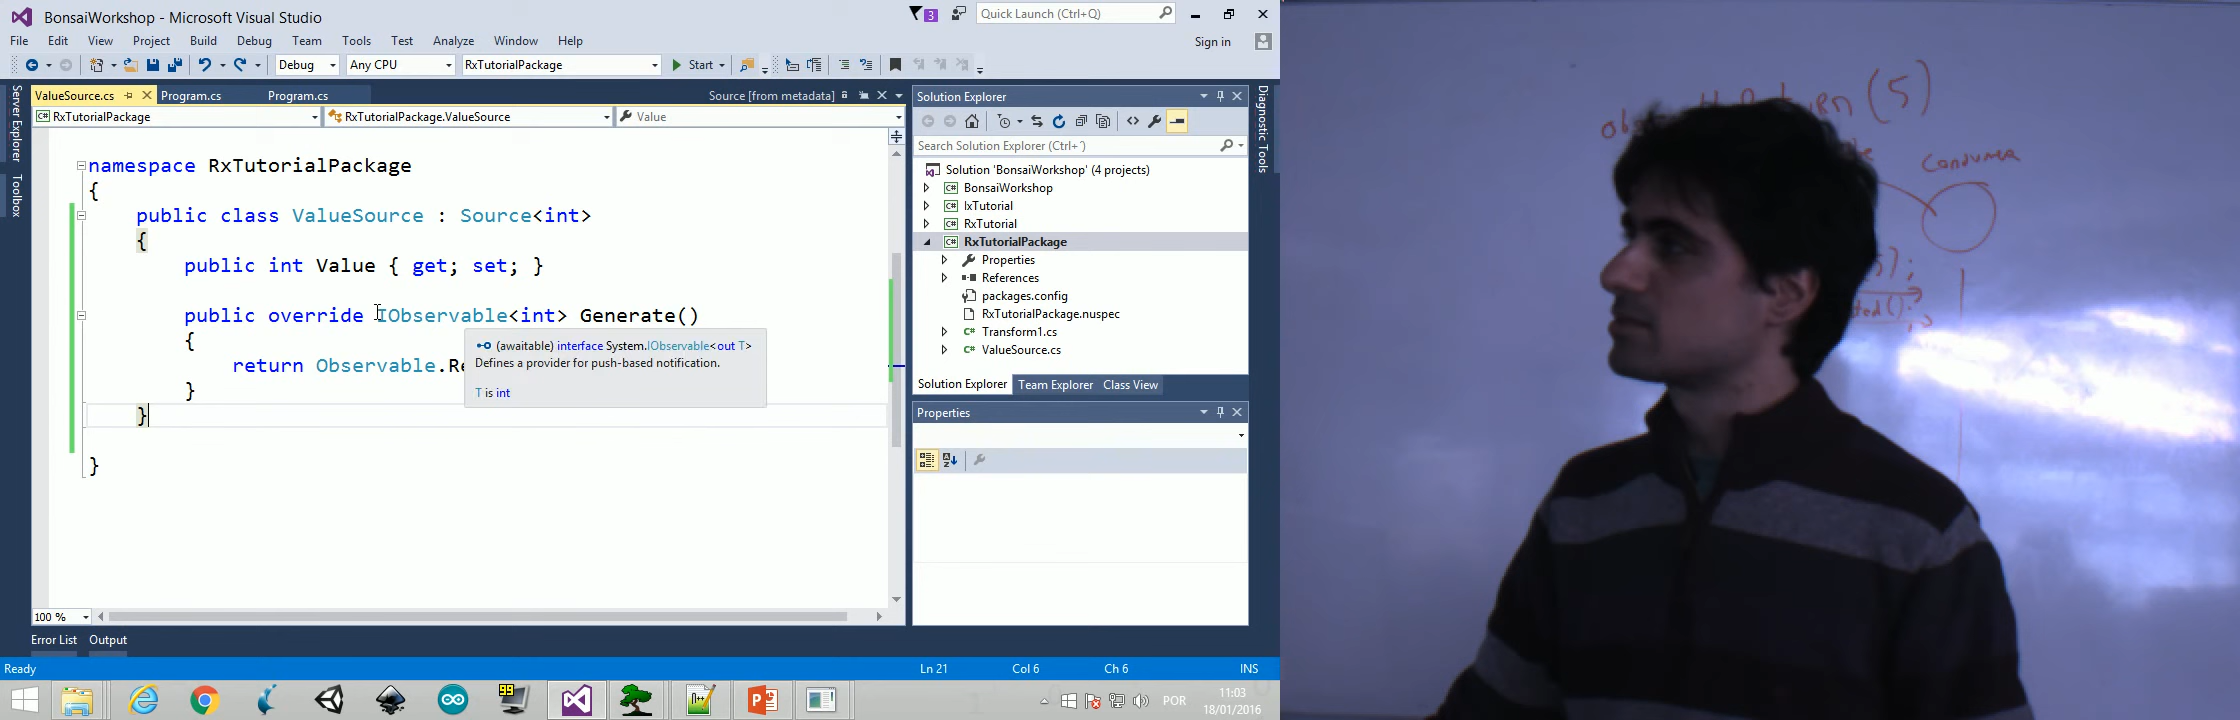 BonsaiWorkshop - Microsoft Visual Studio
3
Quick Launch (Ctrl+Q)
File Edit View Project Build Debug Team Tools Test Analyze Window Help
Sign in
Debug Any CPU RxTutorialPackage Start
Server Explorer
Toolbox
ValueSource.cs Program.cs Program.cs Source [from metadata]
RxTutorialPackage RxTutorialPackage.ValueSource Value
namespace RxTutorialPackage
{
public class ValueSource : Source<int>
{
public int Value { get; set; }
public override IObservable<int> Generate()
{
return Observable.Re
}
}
}
(awaitable) interface System.IObservable<out T>
Defines a provider for push-based notification.
T is int
100 %
Error List Output
Solution Explorer
Search Solution Explorer (Ctrl+´)
Solution 'BonsaiWorkshop' (4 projects)
BonsaiWorkshop
IxTutorial
RxTutorial
RxTutorialPackage
Properties
References
packages.config
RxTutorialPackage.nuspec
Transform1.cs
ValueSource.cs
Solution Explorer Team Explorer Class View
Properties
Diagnostic Tools
Ready Ln 21 Col 6 Ch 6 INS
99
POR
11:03
18/01/2016
(5)
);